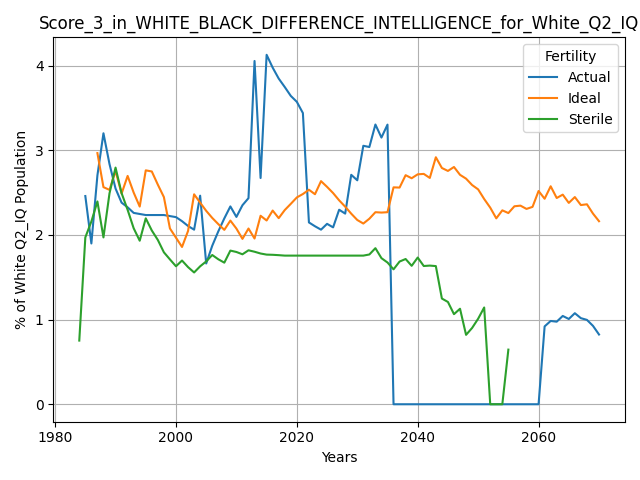 Score_3_in_WHITE_BLACK_DIFFERENCE_INTELLIGENCE_for_White_Q2_IQ
Fertility
Actual
Ideal
Sterile
% of White Q2_IQ Population
4
3
2
1
0
1980
2000
2020
2040
2060
Years